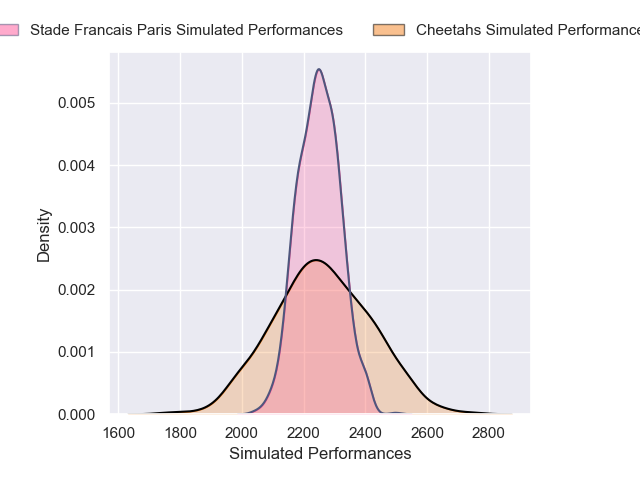 Stade Francais Paris Simulated Performances Cheetahs Simulated Performance
0.005
0.004
0.003
0.002
0.001
0.000
Density
1600 1800 2000 2200 2400 2600 2800
Simulated Performances